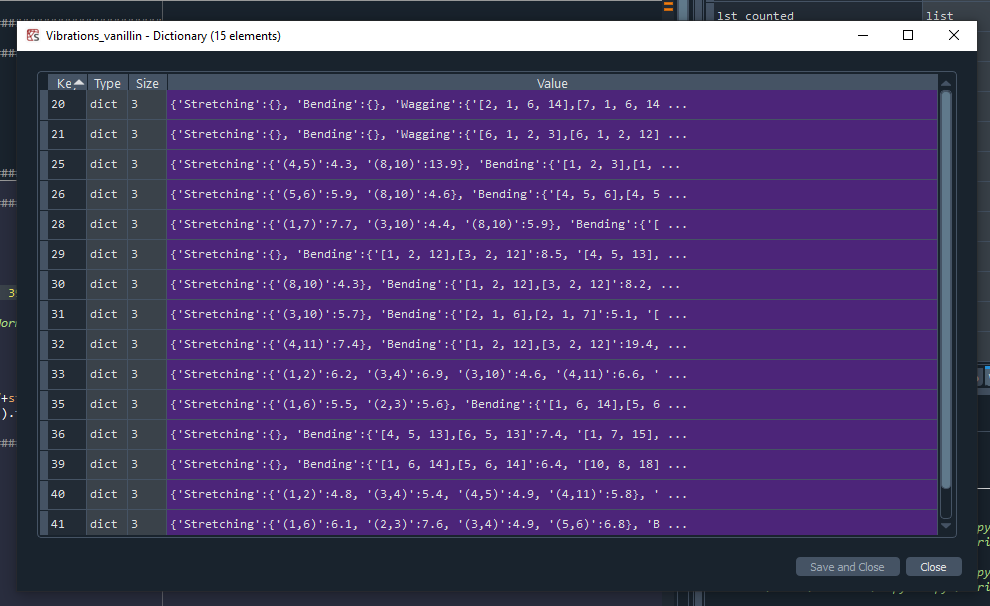 lst counted list
Vibrations_vanillin - Dictionary (15 elements)
Ke Type Size Value
20 dict 3 {'Stretching':{}, 'Bending':{}, 'Wagging':{'[2, 1, 6, 14],[7, 1, 6, 14 ...
21 dict 3 {'Stretching':{}, 'Bending':{}, 'Wagging':{'[6, 1, 2, 3],[6, 1, 2, 12] ...
25 dict 3 {'Stretching':{'(4,5)':4.3, '(8,10)':13.9}, 'Bending':{'[1, 2, 3],[1, ...
26 dict 3 {'Stretching':{'(5,6)':5.9, '(8,10)':4.6}, 'Bending':{'[4, 5, 6],[4, 5 ...
28 dict 3 {'Stretching':{'(1,7)':7.7, '(3,10)':4.4, '(8,10)':5.9}, 'Bending':{'[ ...
29 dict 3 {'Stretching':{}, 'Bending':{'[1, 2, 12],[3, 2, 12]':8.5, '[4, 5, 13], ...
30 dict 3 {'Stretching':{'(8,10)':4.3}, 'Bending':{'[1, 2, 12],[3, 2, 12]':8.2, ...
31 dict 3 {'Stretching':{'(3,10)':5.7}, 'Bending':{'[2, 1, 6],[2, 1, 7]':5.1, '[ ...
32 dict 3 {'Stretching':{'(4,11)':7.4}, 'Bending':{'[1, 2, 12],[3, 2, 12]':19.4, ...
33 dict 3 {'Stretching':{'(1,2)':6.2, '(3,4)':6.9, '(3,10)':4.6, '(4,11)':6.6, ' ...
35 dict 3 {'Stretching':{'(1,6)':5.5, '(2,3)':5.6}, 'Bending':{'[1, 6, 14],[5, 6 ...
36 dict 3 {'Stretching':{}, 'Bending':{'[4, 5, 13],[6, 5, 13]':7.4, '[1, 7, 15], ...
39 dict 3 {'Stretching':{}, 'Bending':{'[1, 6, 14],[5, 6, 14]':6.4, '[10, 8, 18] ...
40 dict 3 {'Stretching':{'(1,2)':4.8, '(3,4)':5.4, '(4,5)':4.9, '(4,11)':5.8}, ' ...
41 dict 3 {'Stretching':{'(1,6)':6.1, '(2,3)':7.6, '(3,4)':4.9, '(5,6)':6.8}, 'B ...
Save and Close Close